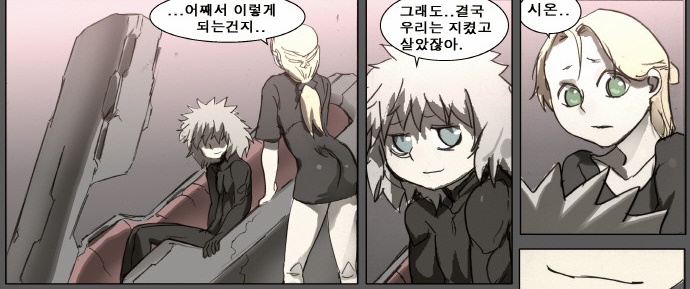 ...어째서 이렇게
되는건지..
그래도..결국
우리는 지켰고
살았잖아.
시온..